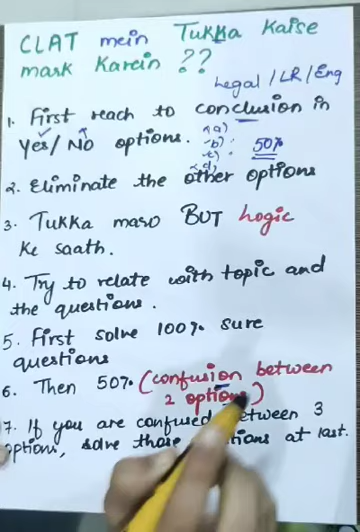 CLAT mein Tukka Kaise
mark Karein ??
Legal / LR / Eng
1. First reach to conclusion in
Yes/No options.
a)
b)
c)
d)
50%
2. Eliminate the other options
3. Tukka maro BUT Logic
Ke saath.
4. Try to relate with topic and
the questions.
5. First solve 100% sure
questions
6. Then 50% (confusion between
2 options)
7. If you are confused between 3
options, solve those at last.